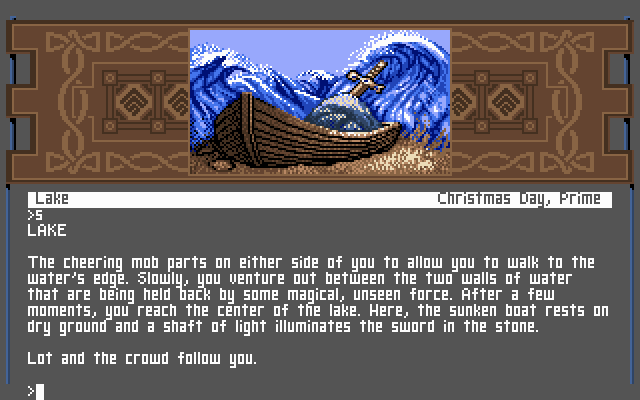 Lake Christmas Day, Prime
>s
LAKE
The cheering mob parts on either side of you to allow you to walk to the
water's edge. Slowly, you venture out between the two walls of water
that are being held back by some magical, unseen force. After a few
moments, you reach the center of the lake. Here, the sunken boat rests on
dry ground and a shaft of light illuminates the sword in the stone.
Lot and the crowd follow you.
>